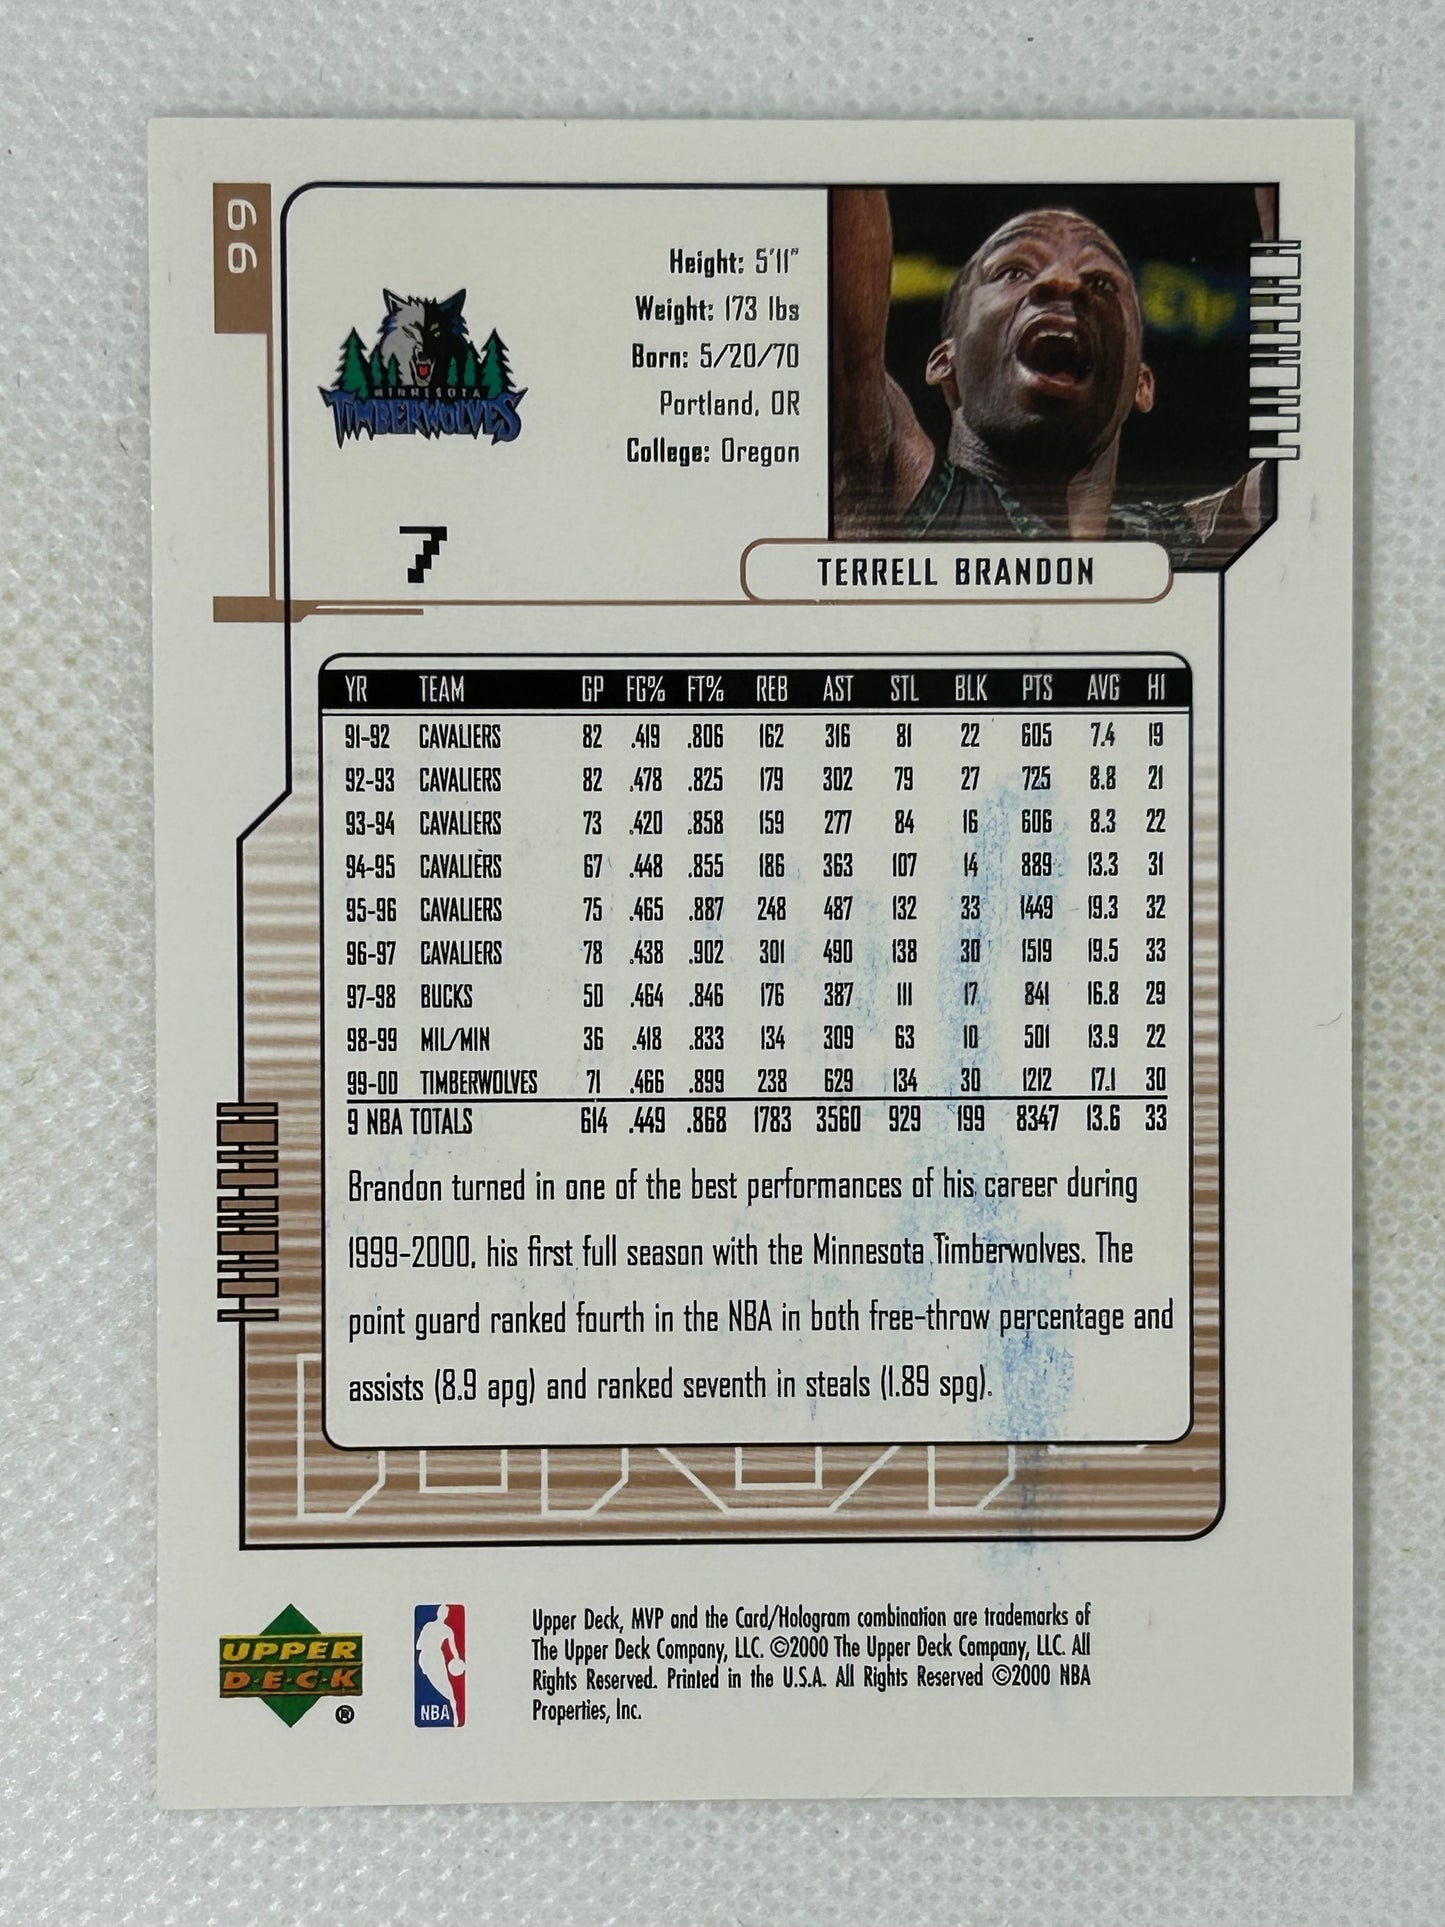 99
Height: 5'11"
Weight: 173 lbs
Born: 5/20/70
Portland, OR
College: Oregon
MINNESOTA
TIMBERWOLVES
7
TERRELL BRANDON
YR TEAM GP FG% FT% REB AST STL BLK PTS AVG HI
91-92 CAVALIERS 82 .419 .806 162 316 81 22 605 7.4 19
92-93 CAVALIERS 82 .478 .825 179 302 79 27 725 8.8 21
93-94 CAVALIERS 73 .420 .858 159 277 84 16 606 8.3 22
94-95 CAVALIERS 67 .448 .855 186 363 107 14 889 13.3 31
95-96 CAVALIERS 75 .465 .887 248 487 132 33 1449 19.3 32
96-97 CAVALIERS 78 .438 .902 301 490 138 30 1519 19.5 33
97-98 BUCKS 50 .464 .846 176 387 111 17 841 16.8 29
98-99 MIL/MIN 36 .418 .833 134 309 63 10 501 13.9 22
99-00 TIMBERWOLVES 71 .466 .899 238 629 134 30 1212 17.1 30
9 NBA TOTALS 614 .449 .868 1783 3560 929 199 8347 13.6 33
Brandon turned in one of the best performances of his career during
1999-2000, his first full season with the Minnesota Timberwolves. The
point guard ranked fourth in the NBA in both free-throw percentage and
assists (8.9 apg) and ranked seventh in steals (1.89 spg).
UPPER
D·E·C·K
®
NBA
Upper Deck, MVP and the Card/Hologram combination are trademarks of
The Upper Deck Company, LLC. ©2000 The Upper Deck Company, LLC. All
Rights Reserved. Printed in the U.S.A. All Rights Reserved ©2000 NBA
Properties, Inc.